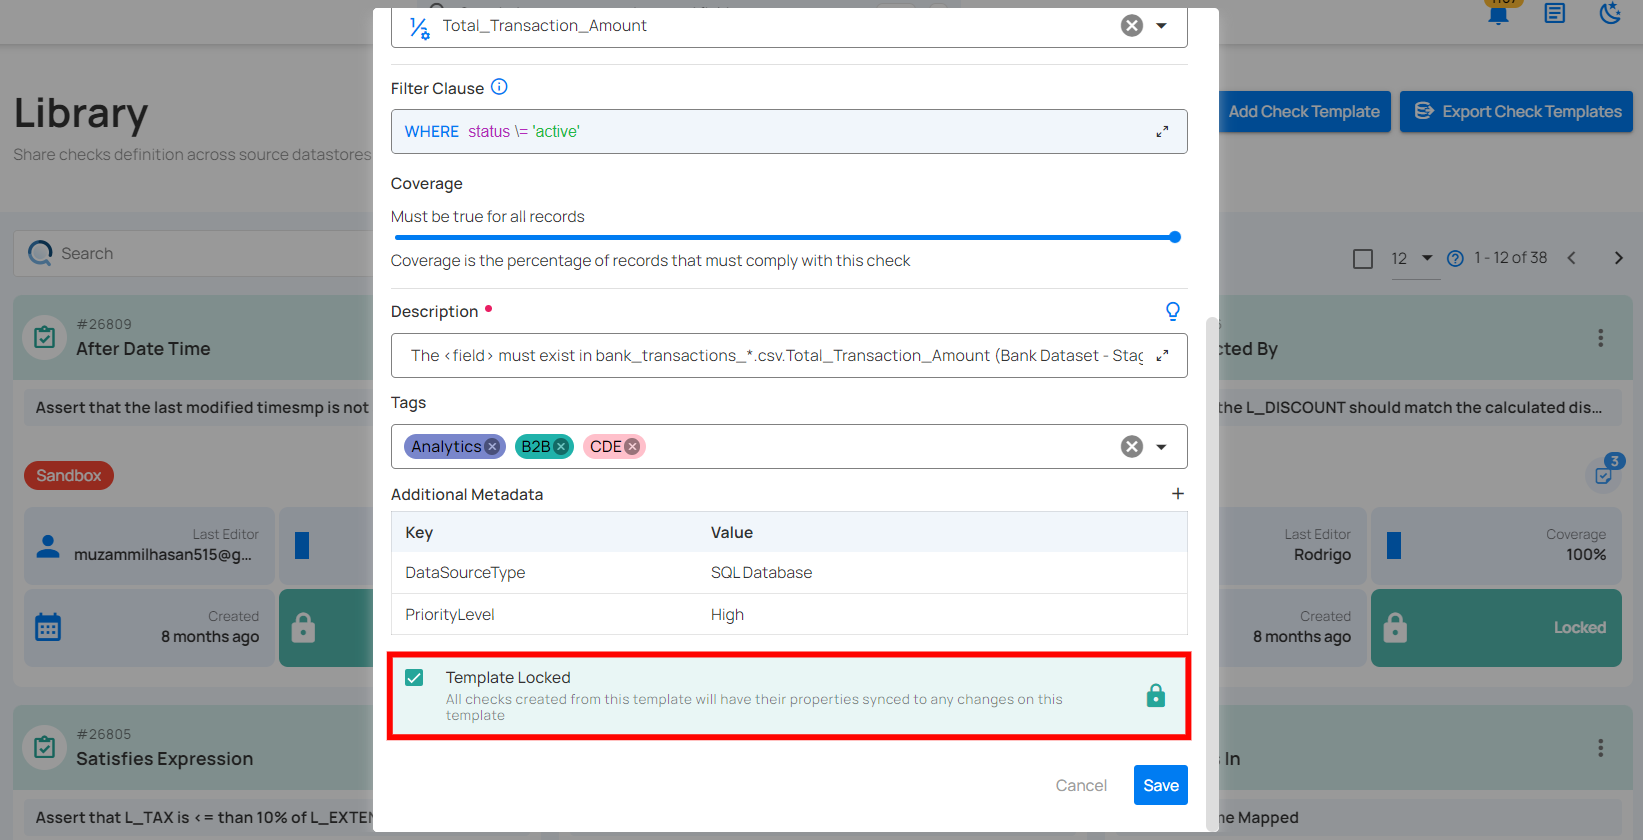 Total_Transaction_Amount
Filter Clause
WHERE status \= 'active'
Coverage
Must be true for all records
Coverage is the percentage of records that must comply with this check
Description
The <field> must exist in bank_transactions_*.csv.Total_Transaction_Amount (Bank Dataset - Stag
Tags
Analytics B2B CDE
Additional Metadata
Key Value
DataSourceType SQL Database
PriorityLevel High
Template Locked
All checks created from this template will have their properties synced to any changes on this
template
Cancel Save
Library
Share checks definition across source datastores
Add Check Template Export Check Templates
Search
12 1 - 12 of 38
#26809
After Date Time
Assert that the last modified timesmp is not
Sandbox
Last Editor
muzammilhasan515@g...
Created
8 months ago
#26805
Satisfies Expression
Assert that L_TAX is <= than 10% of L_EXTEN
cted By
the L_DISCOUNT should match the calculated dis...
3
Last Editor
Rodrigo
Coverage
100%
Created
8 months ago
Locked
In
me Mapped